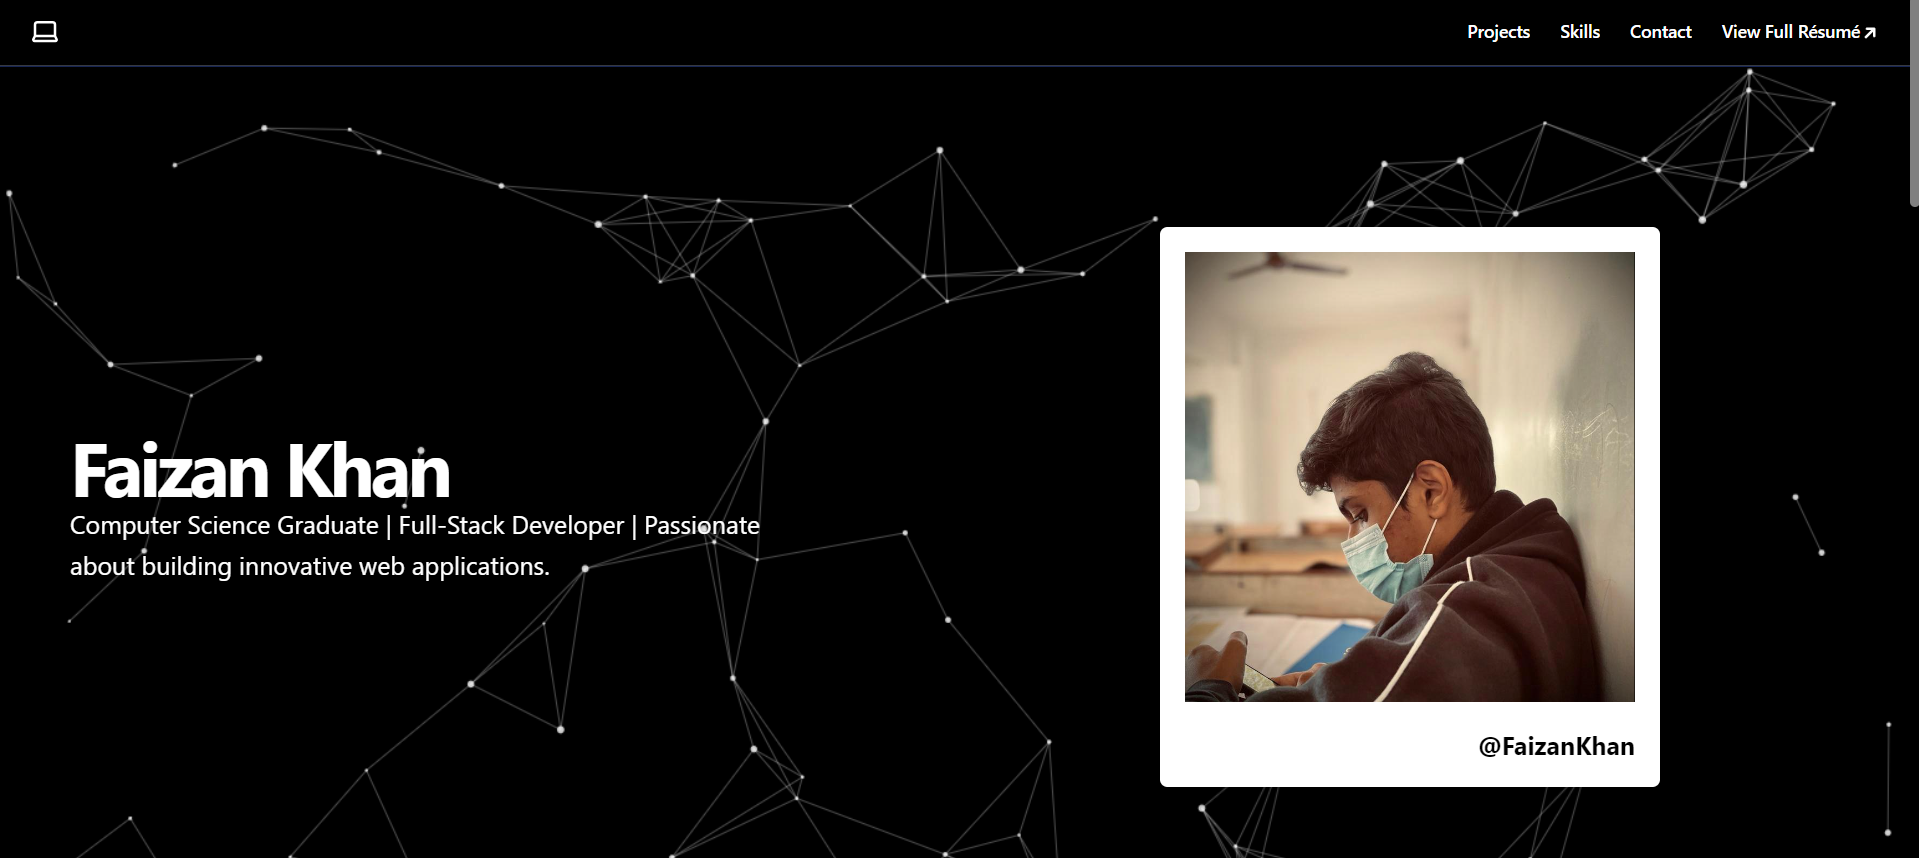 Projects Skills Contact View Full Résumé
Faizan Khan
Computer Science Graduate | Full-Stack Developer | Passionate
about building innovative web applications.
@FaizanKhan